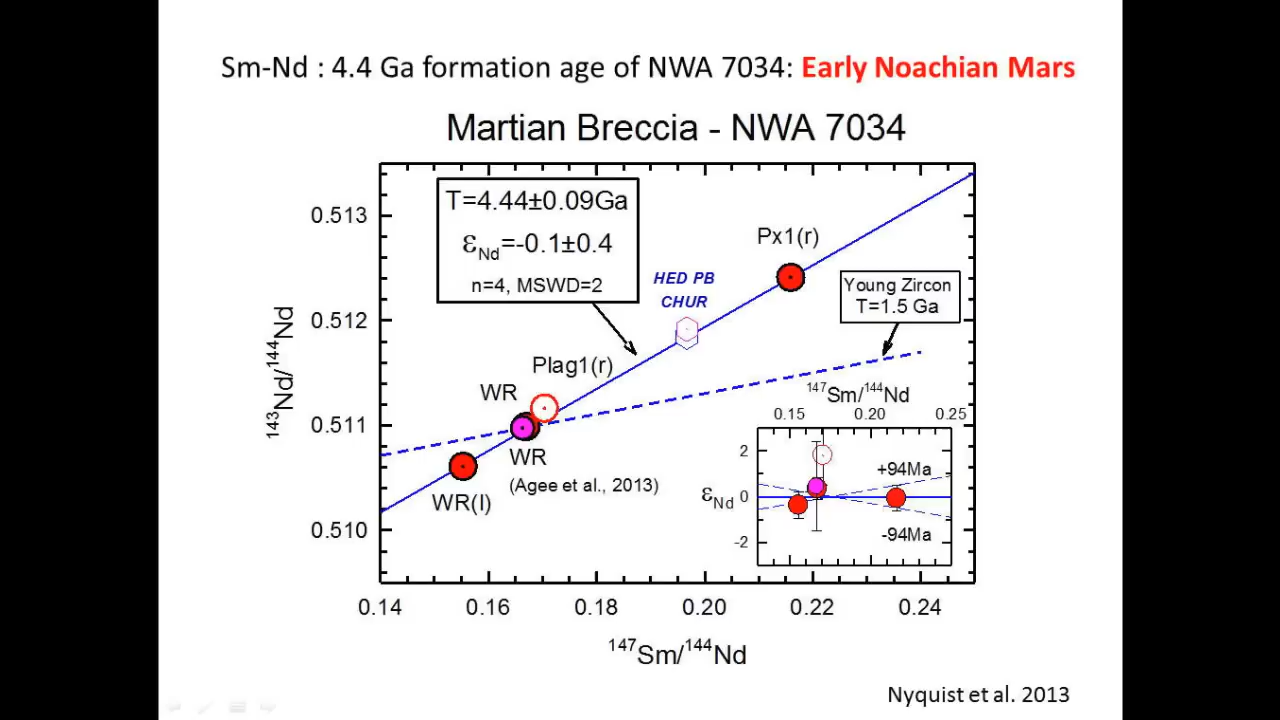 Sm-Nd : 4.4 Ga formation age of NWA 7034: Early Noachian Mars
Martian Breccia - NWA 7034
T=4.44±0.09Ga
εNd=-0.1±0.4
n=4, MSWD=2
HED PB
CHUR
Px1(r)
Young Zircon
T=1.5 Ga
Plag1(r)
WR
WR
(Agee et al., 2013)
WR(l)
143Nd/144Nd
0.513
0.512
0.511
0.510
0.14 0.16 0.18 0.20 0.22 0.24
147Sm/144Nd
147Sm/144Nd
0.15 0.20 0.25
2
0
-2
εNd
+94Ma
-94Ma
Nyquist et al. 2013